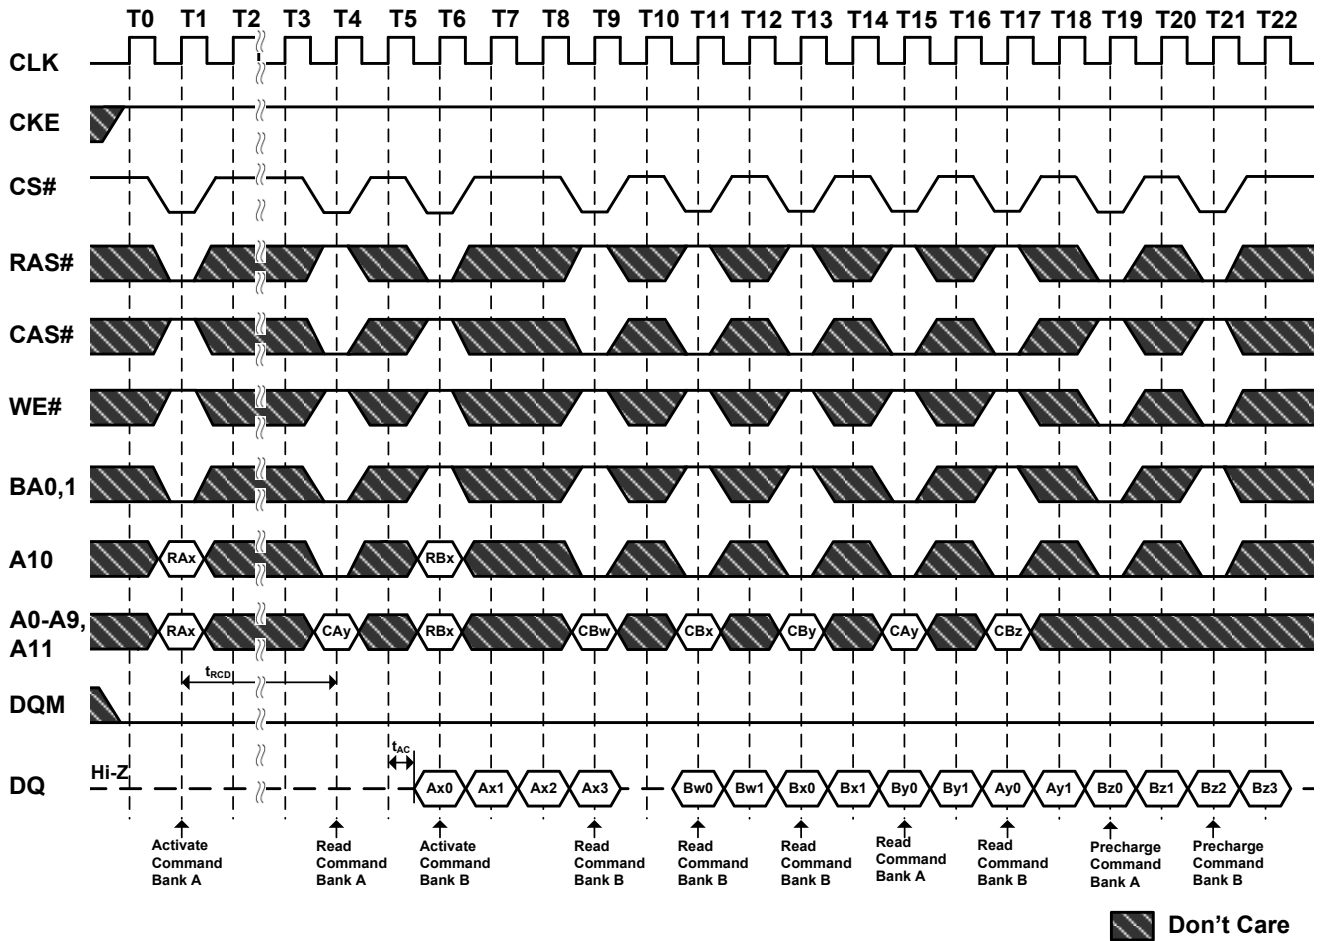 T0 T1 T2 T3 T4 T5 T6 T7 T8 T9 T10 T11 T12 T13 T14 T15 T16 T17 T18 T19 T20 T21 T22
CLK
CKE
CS#
RAS#
CAS#
WE#
BA0,1
A10
RAx RBx
A0-A9,
A11
RAx CAy RBx CBw CBx CBy CAy CBz
tRCD
DQM
tAC
DQ
Hi-Z
Ax0 Ax1 Ax2 Ax3 Bw0 Bw1 Bx0 Bx1 By0 By1 Ay0 Ay1 Bz0 Bz1 Bz2 Bz3
Activate
Command
Bank A
Read
Command
Bank A
Activate
Command
Bank B
Read
Command
Bank B
Read
Command
Bank B
Read
Command
Bank B
Read
Command
Bank A
Read
Command
Bank B
Precharge
Command
Bank A
Precharge
Command
Bank B
Don't Care